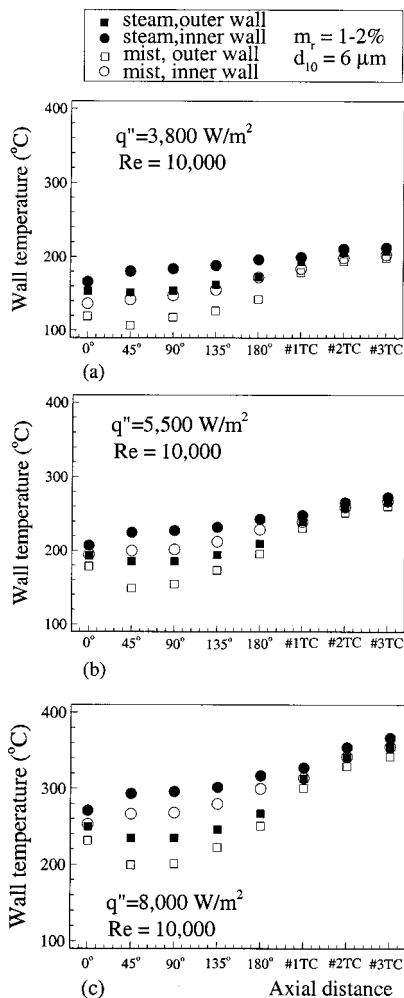 steam,outer wall
steam,inner wall
mist, outer wall
mist, inner wall
mᵣ = 1-2%
d₁₀ = 6 μm
Wall temperature (°C)
400
300
200
100
q"=3,800 W/m²
Re = 10,000
0° 45° 90° 135° 180° #1TC #2TC #3TC
(a)
Wall temperature (°C)
400
300
200
100
q"=5,500 W/m²
Re = 10,000
0° 45° 90° 135° 180° #1TC #2TC #3TC
(b)
Wall temperature (°C)
400
300
200
100
q"=8,000 W/m²
Re = 10,000
0° 45° 90° 135° 180° #1TC #2TC #3TC
(c) Axial distance